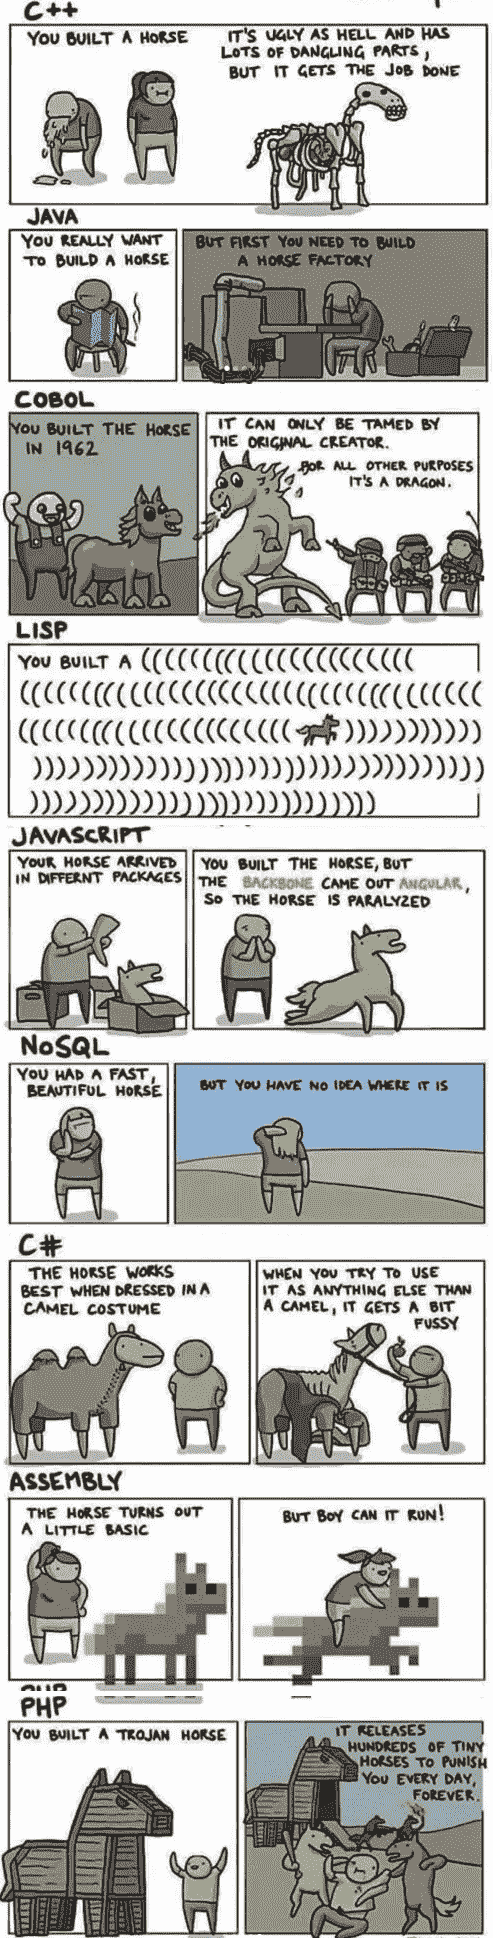 C++
YOU BUILT A HORSE
IT'S UGLY AS HELL AND HAS
LOTS OF DANGLING PARTS,
BUT IT GETS THE JOB DONE
JAVA
YOU REALLY WANT
TO BUILD A HORSE
BUT FIRST YOU NEED TO BUILD
A HORSE FACTORY
COBOL
YOU BUILT THE HORSE
IN 1962
IT CAN ONLY BE TAMED BY
THE ORIGINAL CREATOR.
FOR ALL OTHER PURPOSES
IT'S A DRAGON.
LISP
YOU BUILT A ((((((((((((((((((((((
(((((((((((((((((((((((((((((((((((((
(((((((((((((((((((((( ))))))))))))
))))))))))))))))))))))))))))))))))))
)))))))))))))))))))))))))))
JAVASCRIPT
YOUR HORSE ARRIVED
IN DIFFERNT PACKAGES
YOU BUILT THE HORSE, BUT
THE BACKBONE CAME OUT ANGULAR,
SO THE HORSE IS PARALYZED
NoSQL
YOU HAD A FAST,
BEAUTIFUL HORSE
BUT YOU HAVE NO IDEA WHERE IT IS
C#
THE HORSE WORKS
BEST WHEN DRESSED IN A
CAMEL COSTUME
WHEN YOU TRY TO USE
IT AS ANYTHING ELSE THAN
A CAMEL, IT GETS A BIT
FUSSY
ASSEMBLY
THE HORSE TURNS OUT
A LITTLE BASIC
BUT BOY CAN IT RUN!
PHP
YOU BUILT A TROJAN HORSE
IT RELEASES
HUNDREDS OF TINY
HORSES TO PUNISH
YOU EVERY DAY,
FOREVER.